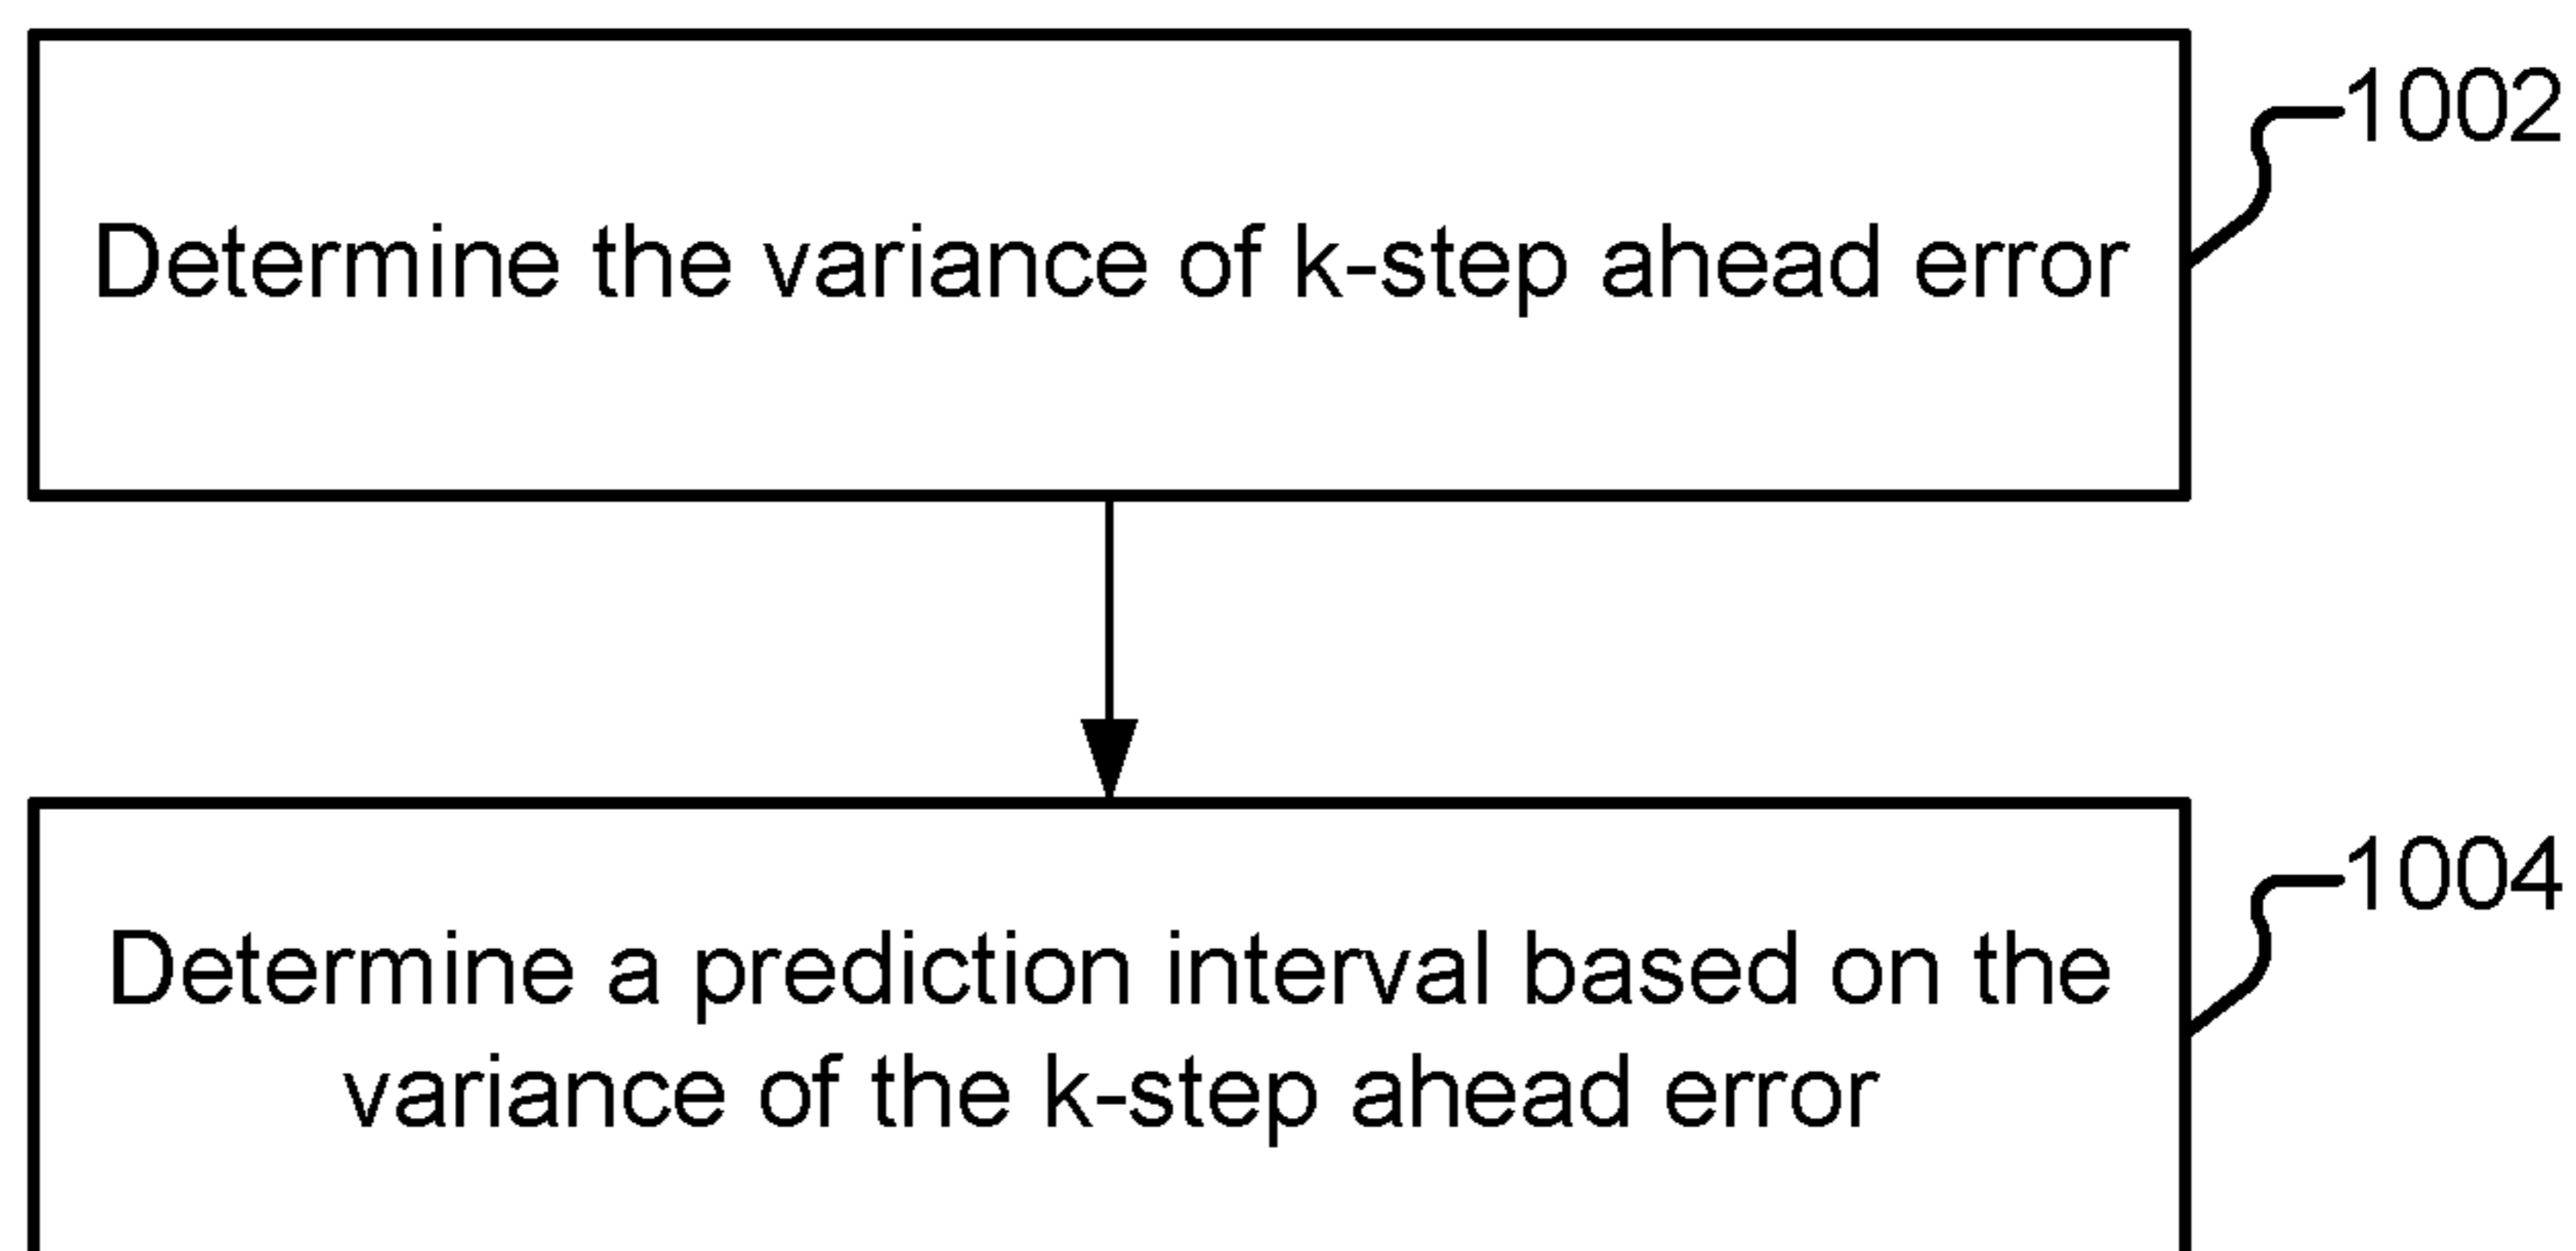 1002
Determine the variance of k-step ahead error
1004
Determine a prediction interval based on the
variance of the k-step ahead error